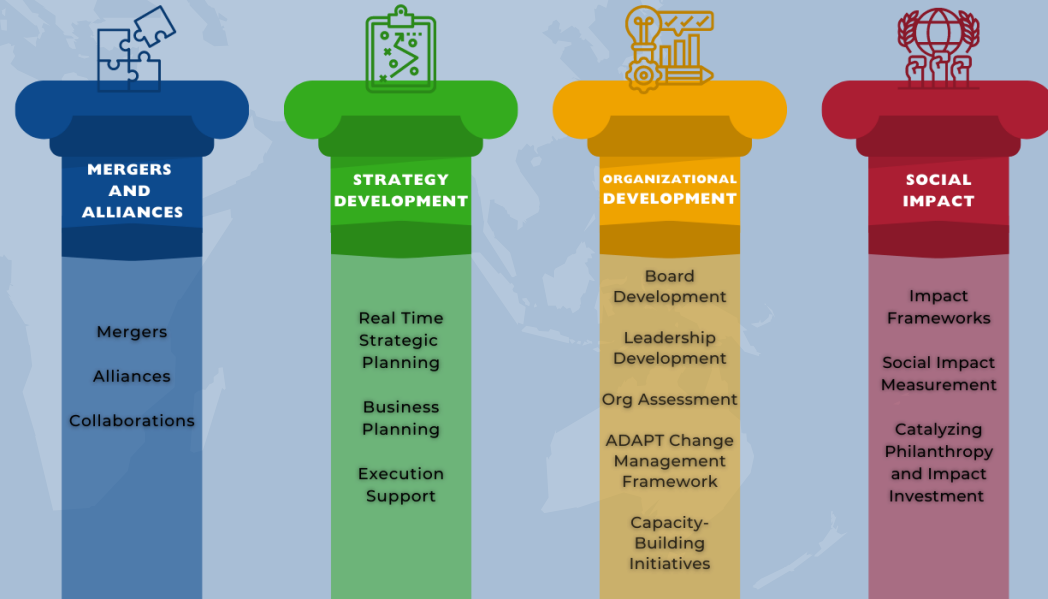 MERGERS
AND
ALLIANCES
Mergers
Alliances
Collaborations
STRATEGY
DEVELOPMENT
Real Time
Strategic
Planning
Business
Planning
Execution
Support
ORGANIZATIONAL
DEVELOPMENT
Board
Development
Leadership
Development
Org Assessment
ADAPT Change
Management
Framework
Capacity-
Building
Initiatives
SOCIAL
IMPACT
Impact
Frameworks
Social Impact
Measurement
Catalyzing
Philanthropy
and Impact
Investment